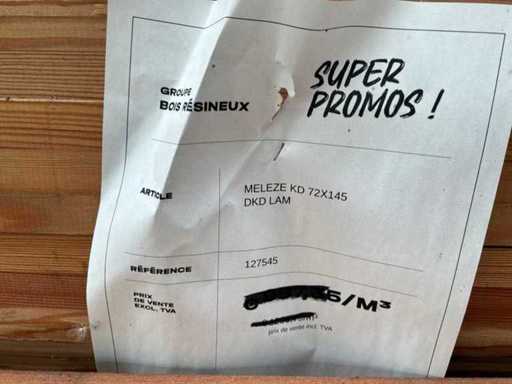 GROUPE
BOIS RÉSINEUX
SUPER
PROMOS !
ARTICLE
MELEZE KD 72X145
DKD LAM
RÉFÉRENCE
127545
PRIX
DE VENTE
EXCL. TVA
/M³
prix de vente incl. TVA